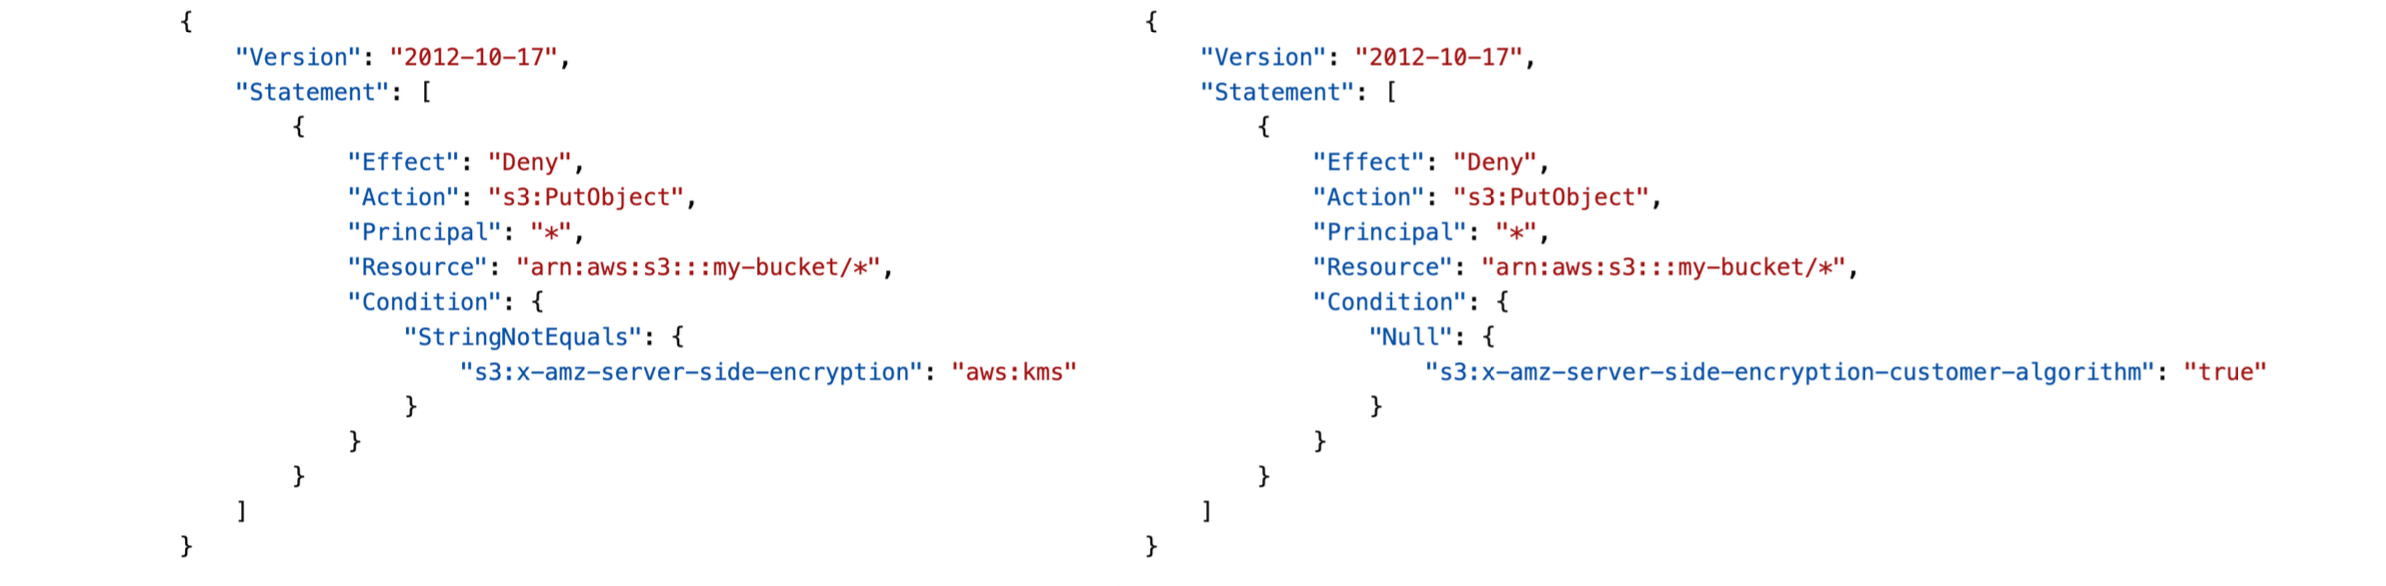 {
    "Version": "2012-10-17",
    "Statement": [
        {
            "Effect": "Deny",
            "Action": "s3:PutObject",
            "Principal": "*",
            "Resource": "arn:aws:s3:::my-bucket/*",
            "Condition": {
                "StringNotEquals": {
                    "s3:x-amz-server-side-encryption": "aws:kms"
                }
            }
        }
    ]
}
{
    "Version": "2012-10-17",
    "Statement": [
        {
            "Effect": "Deny",
            "Action": "s3:PutObject",
            "Principal": "*",
            "Resource": "arn:aws:s3:::my-bucket/*",
            "Condition": {
                "Null": {
                    "s3:x-amz-server-side-encryption-customer-algorithm": "true"
                }
            }
        }
    ]
}